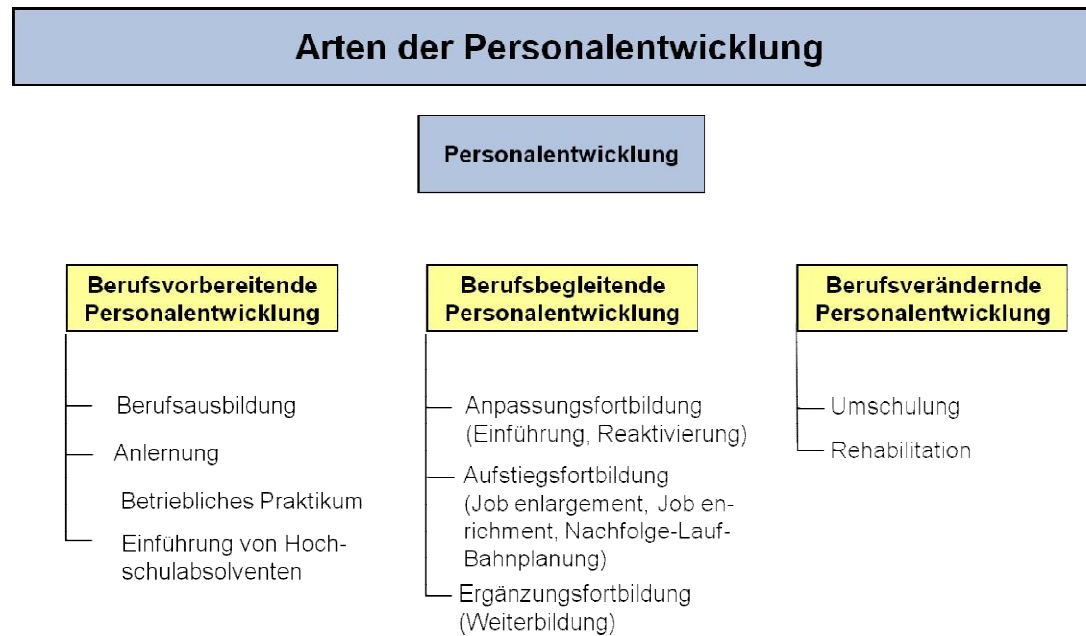 Arten der Personalentwicklung
Personalentwicklung
Berufsvorbereitende
Personalentwicklung
Berufsausbildung
Anlernung
Betriebliches Praktikum
Einführung von Hoch-
schulabsolventen
Berufsbegleitende
Personalentwicklung
Anpassungsfortbildung
(Einführung, Reaktivierung)
Aufstiegsfortbildung
(Job enlargement, Job en-
richment, Nachfolge-Lauf-
Bahnplanung)
Ergänzungsfortbildung
(Weiterbildung)
Berufsverändernde
Personalentwicklung
Umschulung
Rehabilitation